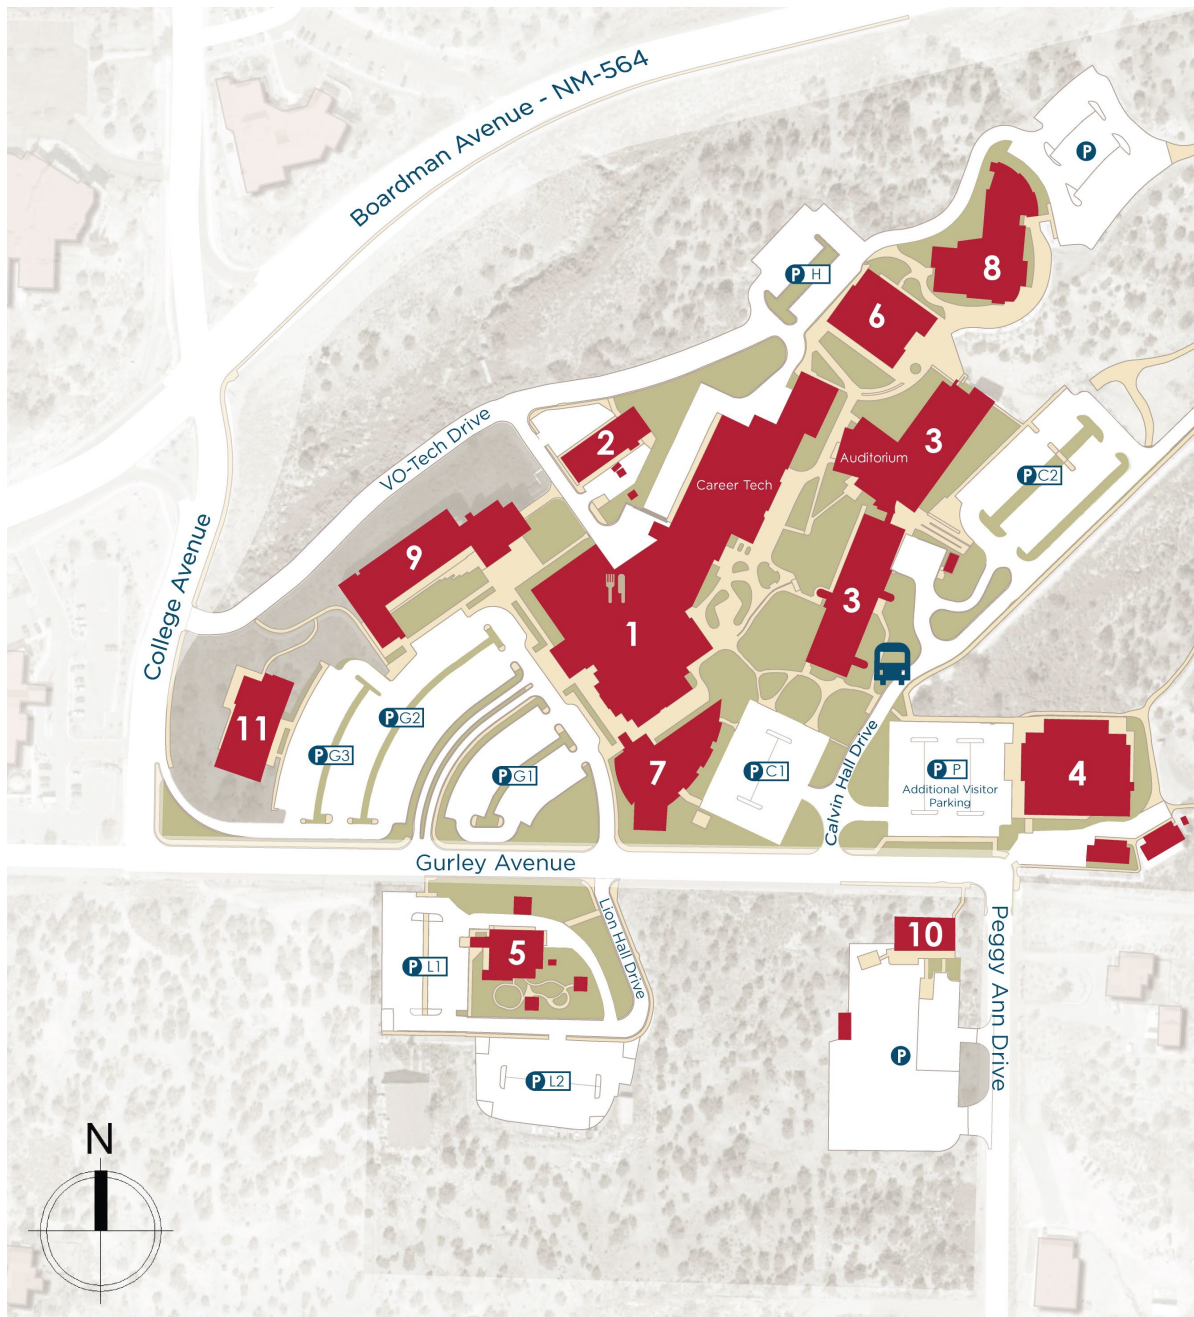 Boardman Avenue - NM-564
P
8
P H
6
VO-Tech Drive
2
3
Auditorium
Career Tech
P C2
College Avenue
9
1
3
11
P G2
P G3
P G1
7
P C1
Calvin Hall Drive
P P
Additional Visitor
Parking
4
Gurley Avenue
Lion Hall Drive
5
P L1
10
Peggy Ann Drive
P
P L2
N